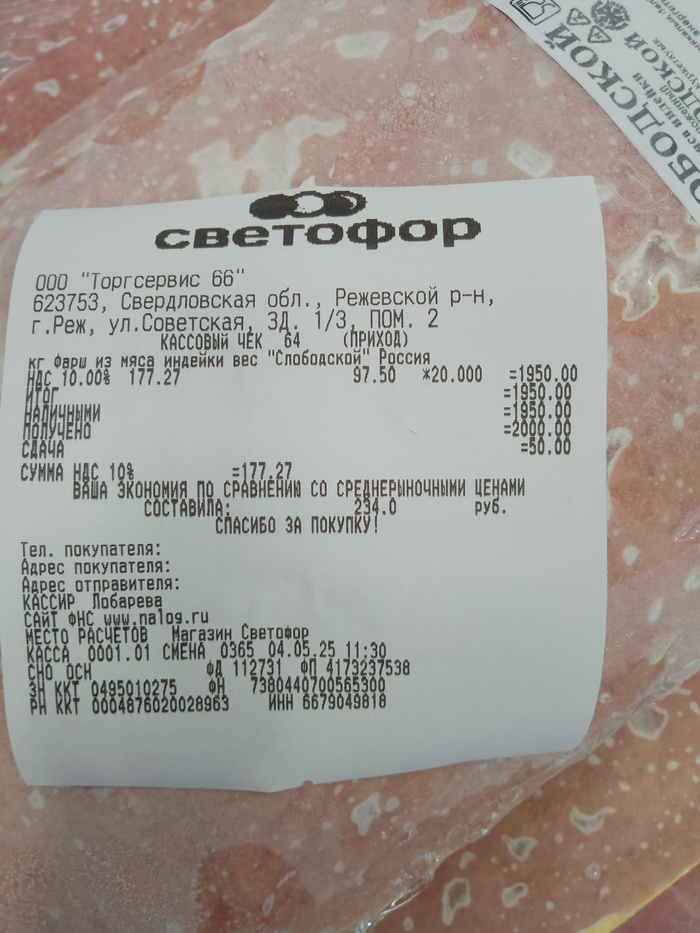 светофор
ООО "Торгсервис 66"
623753, Свердловская обл., Режевской р-н,
г.Реж, ул.Советская, ЗД. 1/3, ПОМ. 2
КАССОВЫЙ ЧЕК 64 (ПРИХОД)
кг Фарш из мяса индейки вес "Слободской" Россия
НДС 10.00% 177.27 97.50 *20.000 =1950.00
ИТОГ =1950.00
НАЛИЧНЫМИ =1950.00
ПОЛУЧЕНО =2000.00
СДАЧА =50.00
СУММА НДС 10% =177.27
ВАША ЭКОНОМИЯ ПО СРАВНЕНИЮ СО СРЕДНЕРЫНОЧНЫМИ ЦЕНАМИ
СОСТАВИЛА: 234.0 руб.
СПАСИБО ЗА ПОКУПКУ!
Тел. покупателя:
Адрес покупателя:
Адрес отправителя:
КАССИР Лобарева
САЙТ ФНС www.nalog.ru
МЕСТО РАСЧЕТОВ Магазин Светофор
КАССА 0001.01 СМЕНА 0365 04.05.25 11:30
СНО ОСН ФД 112731 ФП 4173237538
ЗН ККТ 0495010275 ФН 7380440700565300
РН ККТ 0004876020028963 ИНН 6679049818
индейки